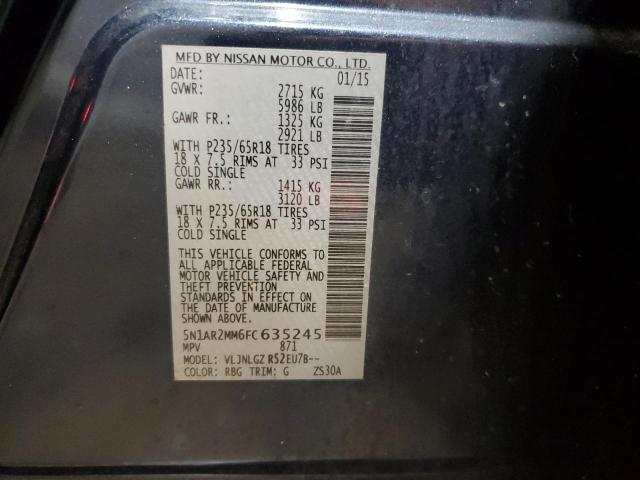 MFD BY NISSAN MOTOR CO., LTD.
DATE: 01/15
GVWR: 2715 KG
5986 LB
GAWR FR.: 1325 KG
2921 LB
WITH P235/65R18 TIRES
18 X 7.5 RIMS AT 33 PSI
COLD SINGLE
GAWR RR.: 1415 KG
3120 LB
WITH P235/65R18 TIRES
18 X 7.5 RIMS AT 33 PSI
COLD SINGLE
THIS VEHICLE CONFORMS TO
ALL APPLICABLE FEDERAL
MOTOR VEHICLE SAFETY AND
THEFT PREVENTION
STANDARDS IN EFFECT ON
THE DATE OF MANUFACTURE
SHOWN ABOVE.
5N1AR2MM6FC635245
MPV 871
MODEL: VLJNLGZ R52EU7B--
COLOR: RBG TRIM: G ZS30A